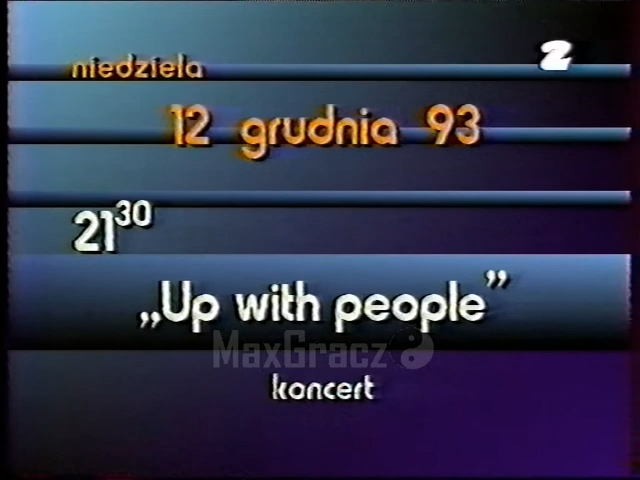 niedziela
2
12 grudnia 93
21³⁰
„Up with people”
MaxGracz
koncert